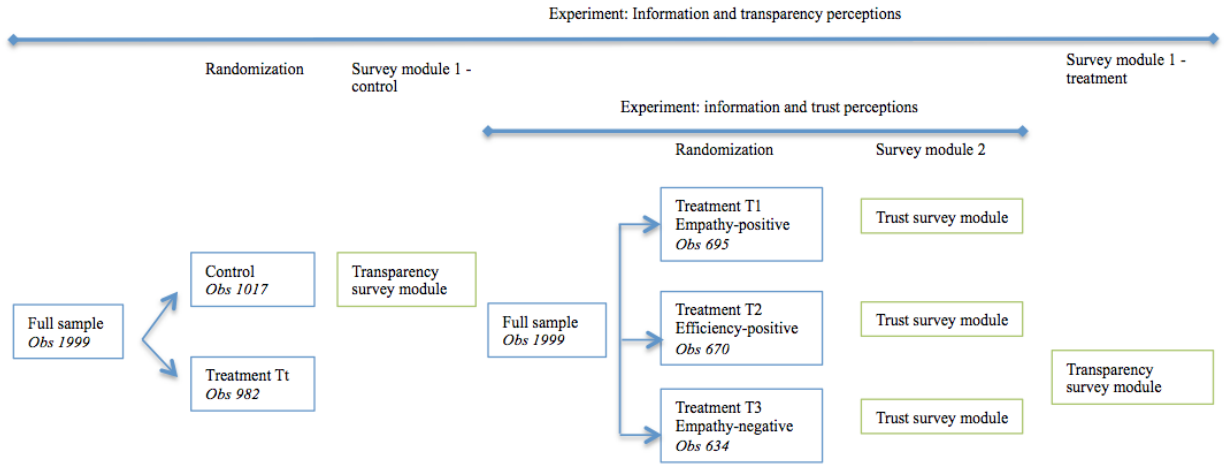 Experiment: Information and transparency perceptions
Randomization
Survey module 1 -
control
Survey module 1 -
treatment
Experiment: information and trust perceptions
Randomization
Survey module 2
Full sample
Obs 1999
Control
Obs 1017
Treatment Tt
Obs 982
Transparency
survey module
Full sample
Obs 1999
Treatment T1
Empathy-positive
Obs 695
Treatment T2
Efficiency-positive
Obs 670
Treatment T3
Empathy-negative
Obs 634
Trust survey module
Trust survey module
Trust survey module
Transparency
survey module